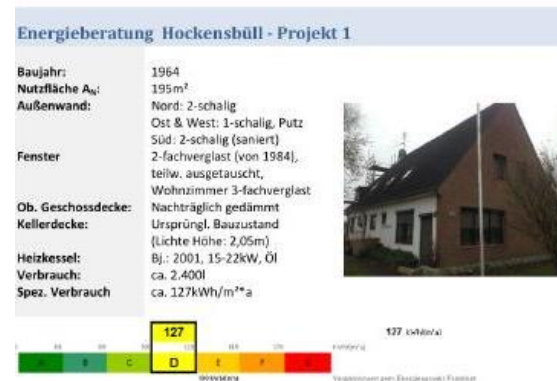 Energieberatung Hockensbüll - Projekt 1
Baujahr: 1964
Nutzfläche AN: 195m²
Außenwand: Nord: 2-schalig
Ost & West: 1-schalig, Putz
Süd: 2-schalig (saniert)
Fenster 2-fachverglast (von 1984),
teilw. ausgetauscht,
Wohnzimmer 3-fachverglast
Ob. Geschossdecke: Nachträglich gedämmt
Kellerdecke: Ursprüngl. Bauzustand
(Lichte Höhe: 2,05m)
Heizkessel: Bj.: 2001, 15-22kW, Öl
Verbrauch: ca. 2.400l
Spez. Verbrauch ca. 127kWh/m²*a
127
127
B C D E F